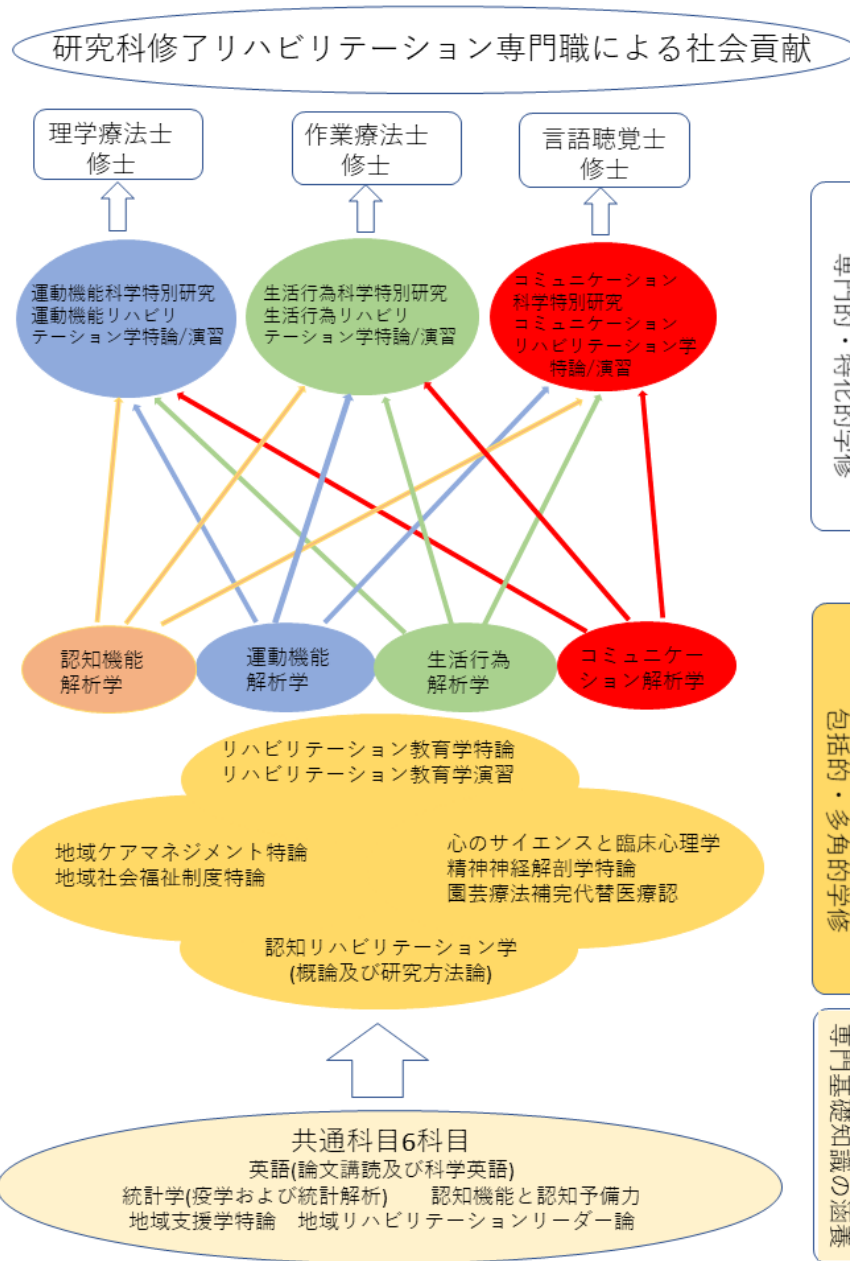 研究科修了リハビリテーション専門職による社会貢献
理学療法士
修士
作業療法士
修士
言語聴覚士
修士
運動機能科学特別研究
運動機能リハビリ
テーション学特論/演習
生活行為科学特別研究
生活行為リハビリ
テーション学特論/演習
コミュニケーション
科学特別研究
コミュニケーション
リハビリテーション学
特論/演習
専門的・特化的学修
認知機能
解析学
運動機能
解析学
生活行為
解析学
コミュニケー
ション解析学
リハビリテーション教育学特論
リハビリテーション教育学演習
地域ケアマネジメント特論
地域社会福祉制度特論
心のサイエンスと臨床心理学
精神神経解剖学特論
園芸療法補完代替医療認
認知リハビリテーション学
(概論及び研究方法論)
包括的・多角的学修
共通科目6科目
英語(論文講読及び科学英語)
統計学(疫学および統計解析) 認知機能と認知予備力
地域支援学特論 地域リハビリテーションリーダー論
専門基礎知識の涵養